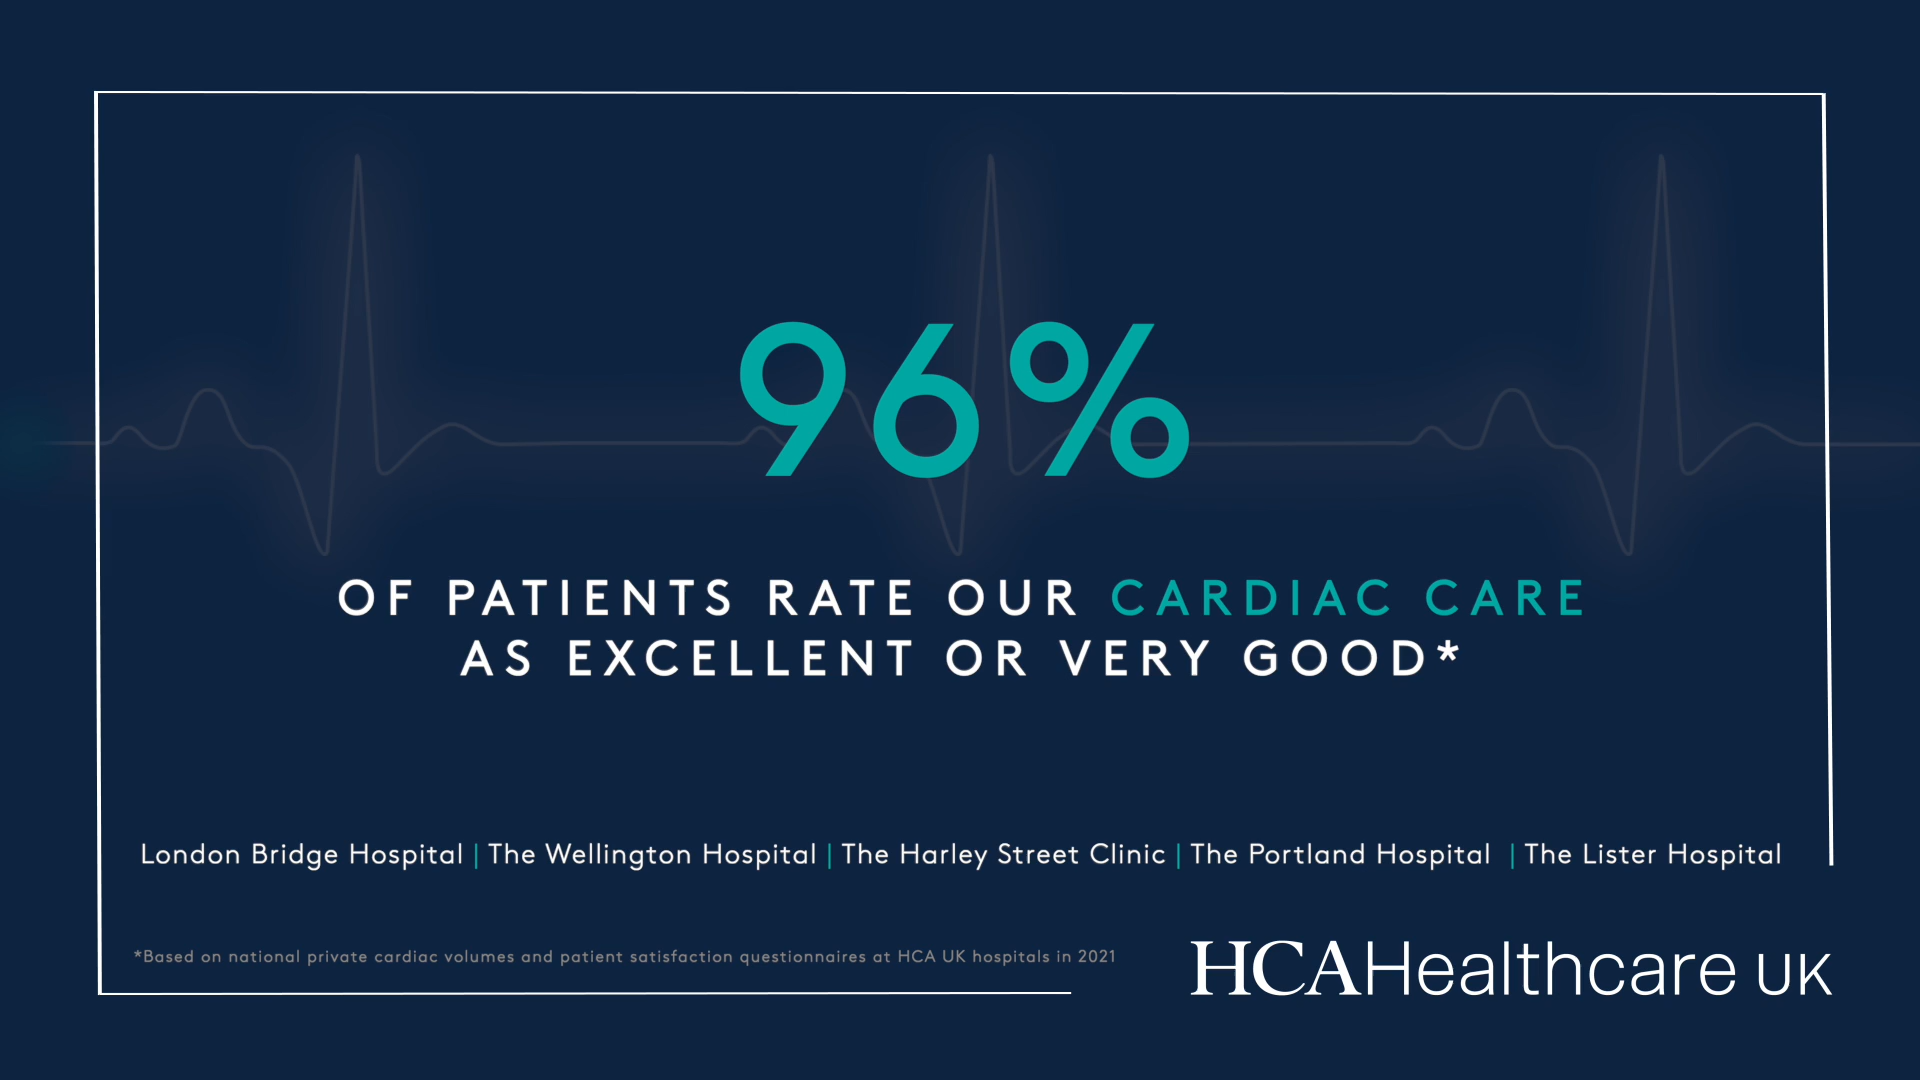 96%
OF PATIENTS RATE OUR CARDIAC CARE
AS EXCELLENT OR VERY GOOD*
London Bridge Hospital | The Wellington Hospital | The Harley Street Clinic | The Portland Hospital | The Lister Hospital
*Based on national private cardiac volumes and patient satisfaction questionnaires at HCA UK hospitals in 2021
HCAHealthcare UK